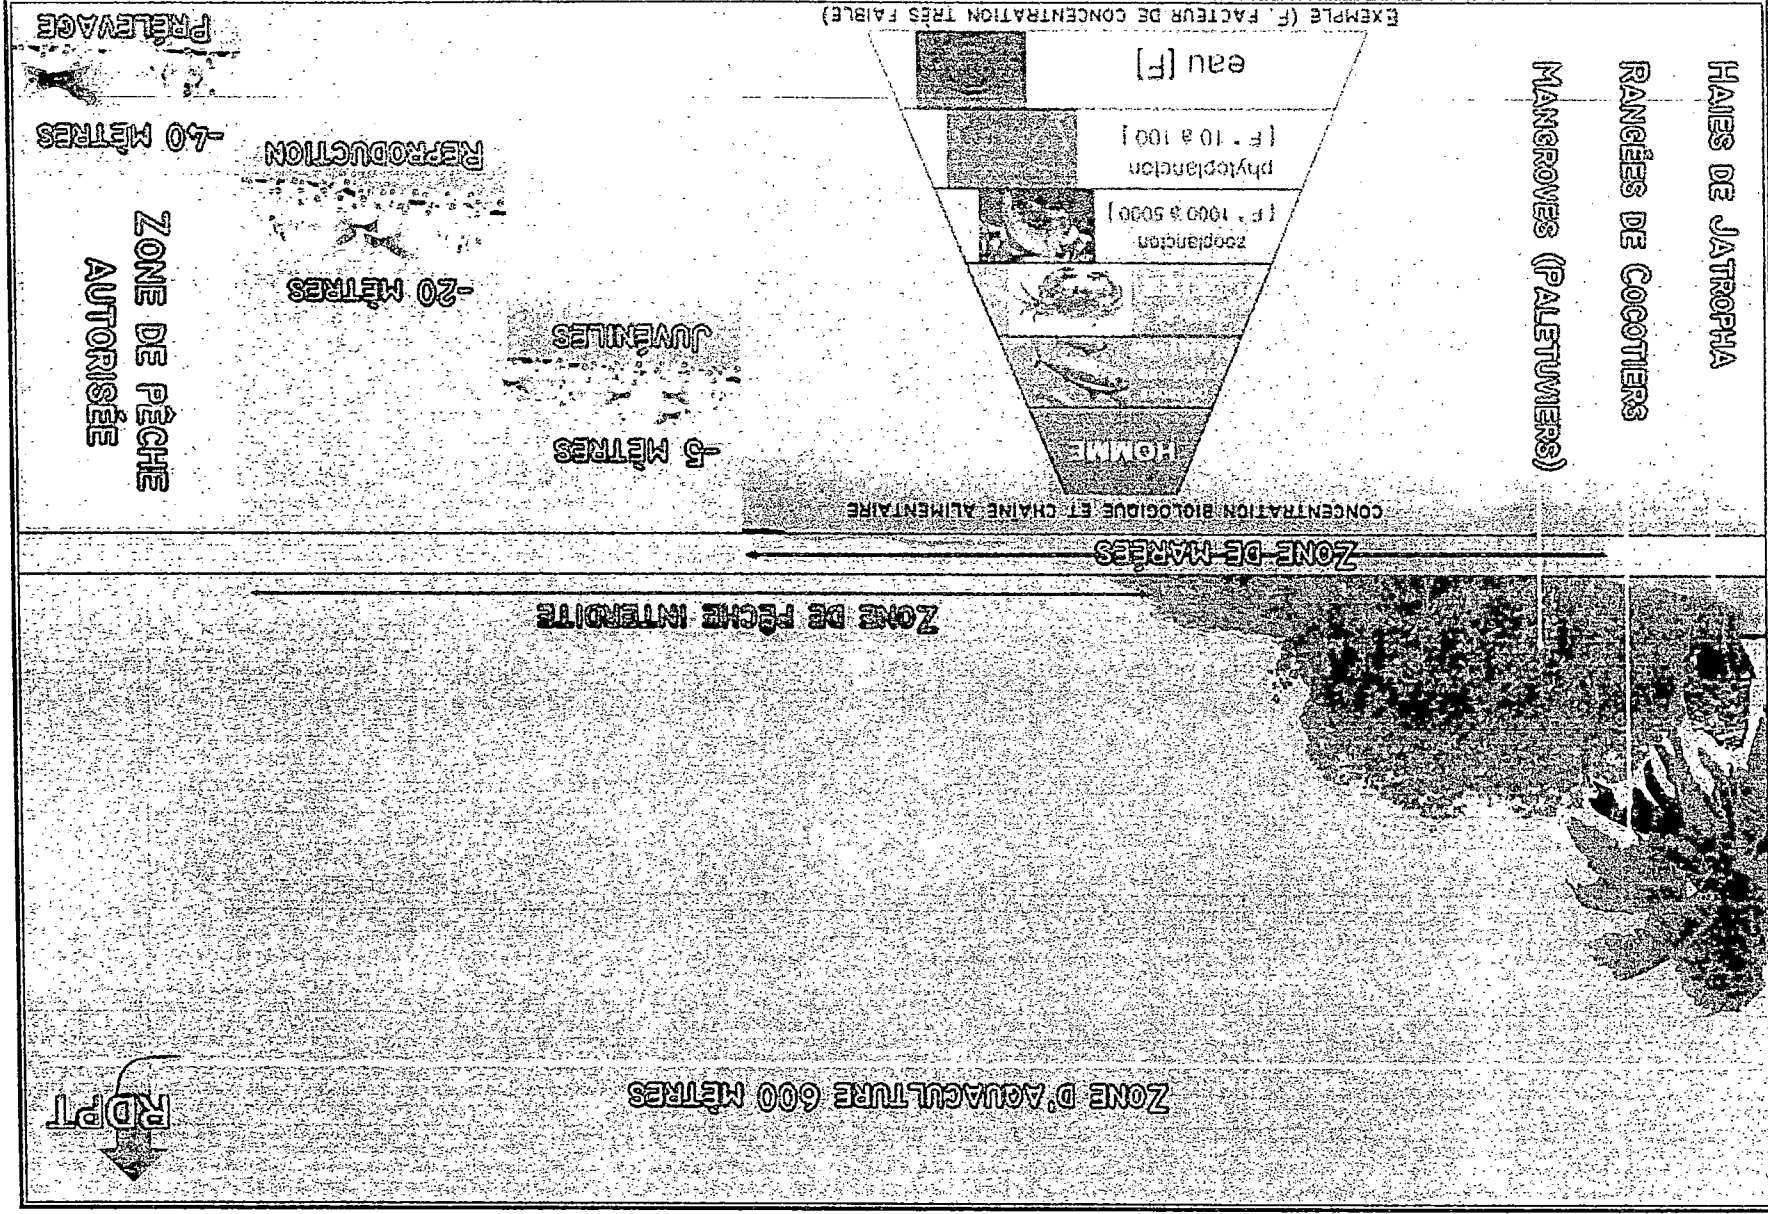 ZONE D'AQUACULTURE 600 MÈTRES
RDPT
ZONE DE PÊCHE INTERDITE
ZONE DE MARÉES
CONCENTRATION BIOLOGIQUE ET CHAINE ALIMENTAIRE
HOMME
zooplancton
[F * 1000 à 5000]
phytoplancton
[F * 10 à 100]
eau [F]
EXEMPLE (F. FACTEUR DE CONCENTRATION TRÈS FAIBLE)
HAIES DE JATROPHA
RANGÉES DE COCOTIERS
MANGROVES (PALETUVIERS)
-5 MÈTRES
JUVÉNILES
-20 MÈTRES
REPRODUCTION
ZONE DE PÊCHE
AUTORISÉE
-40 MÈTRES
PRÉLEVAGE